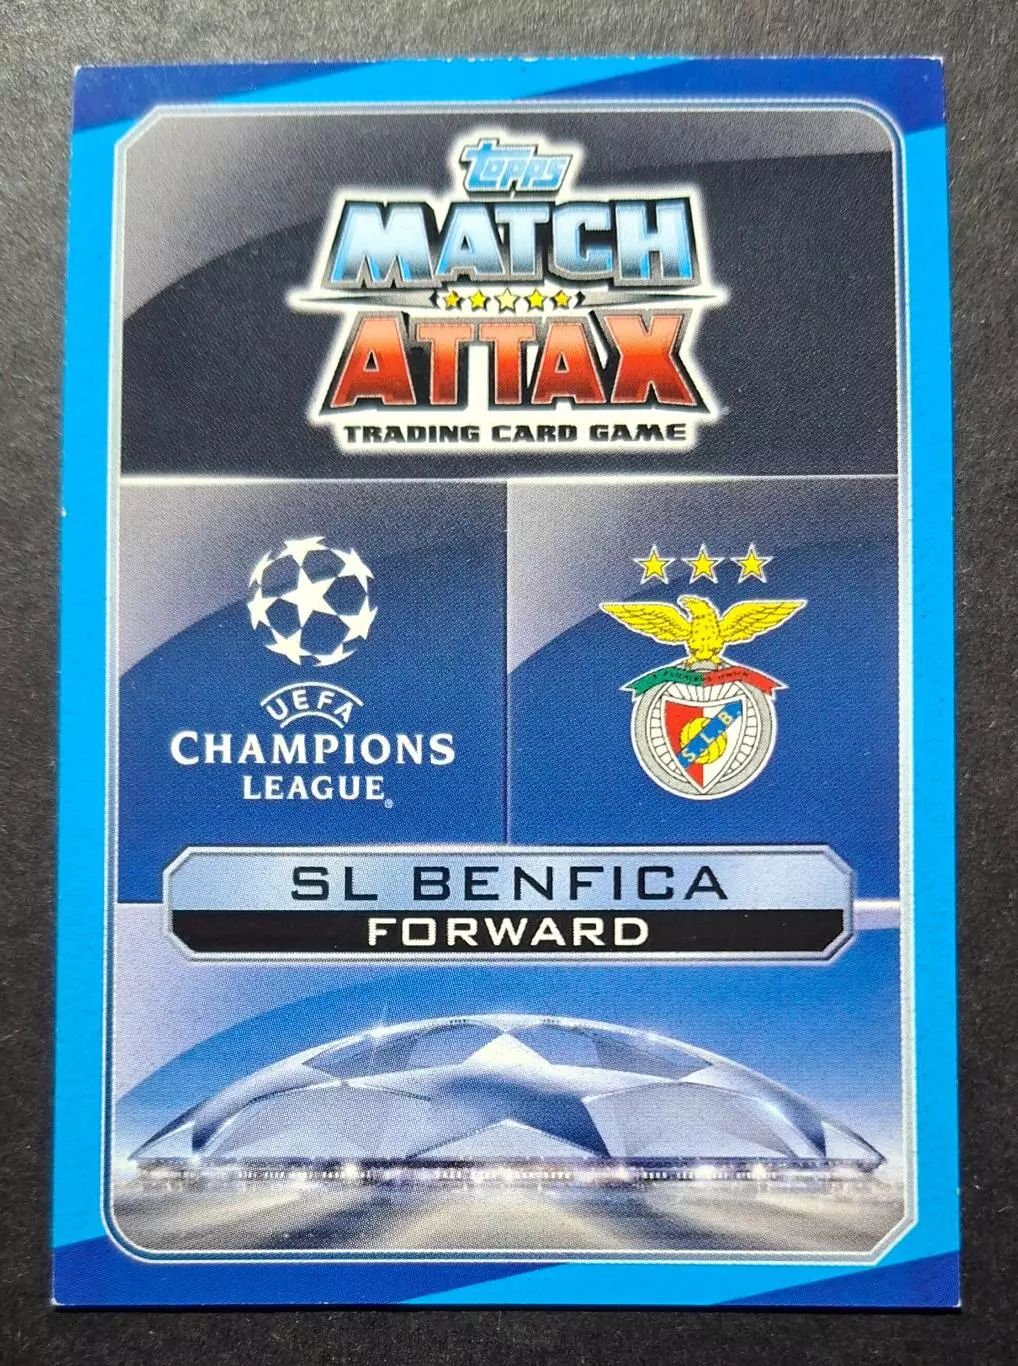 topps
MATCH
ATTAX
TRADING CARD GAME
UEFA
CHAMPIONS
LEAGUE®
S.L.B.
SL BENFICA
FORWARD